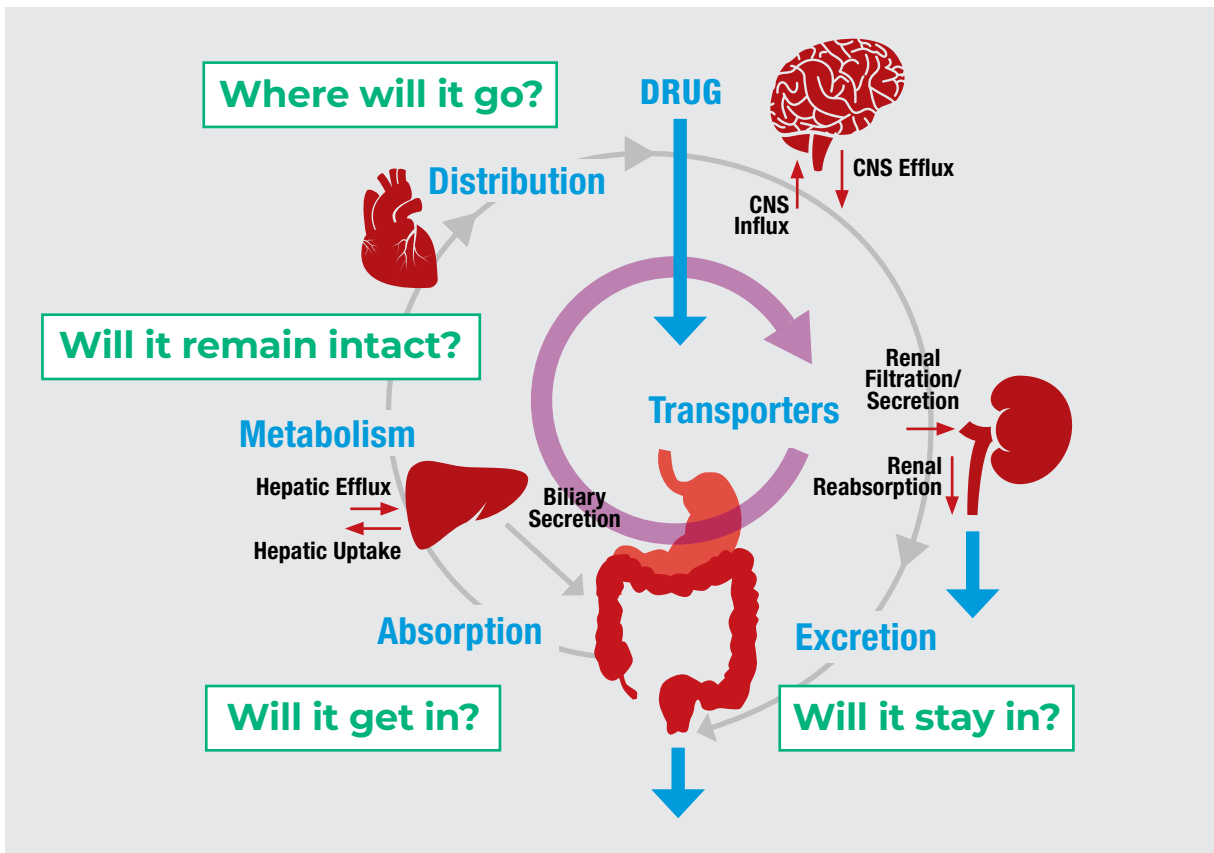 Where will it go?
DRUG
CNS Efflux
CNS
Influx
Distribution
Will it remain intact?
Renal
Filtration/
Secretion
Transporters
Metabolism
Renal
Reabsorption
Hepatic Efflux
Biliary
Secretion
Hepatic Uptake
Absorption
Excretion
Will it get in?
Will it stay in?